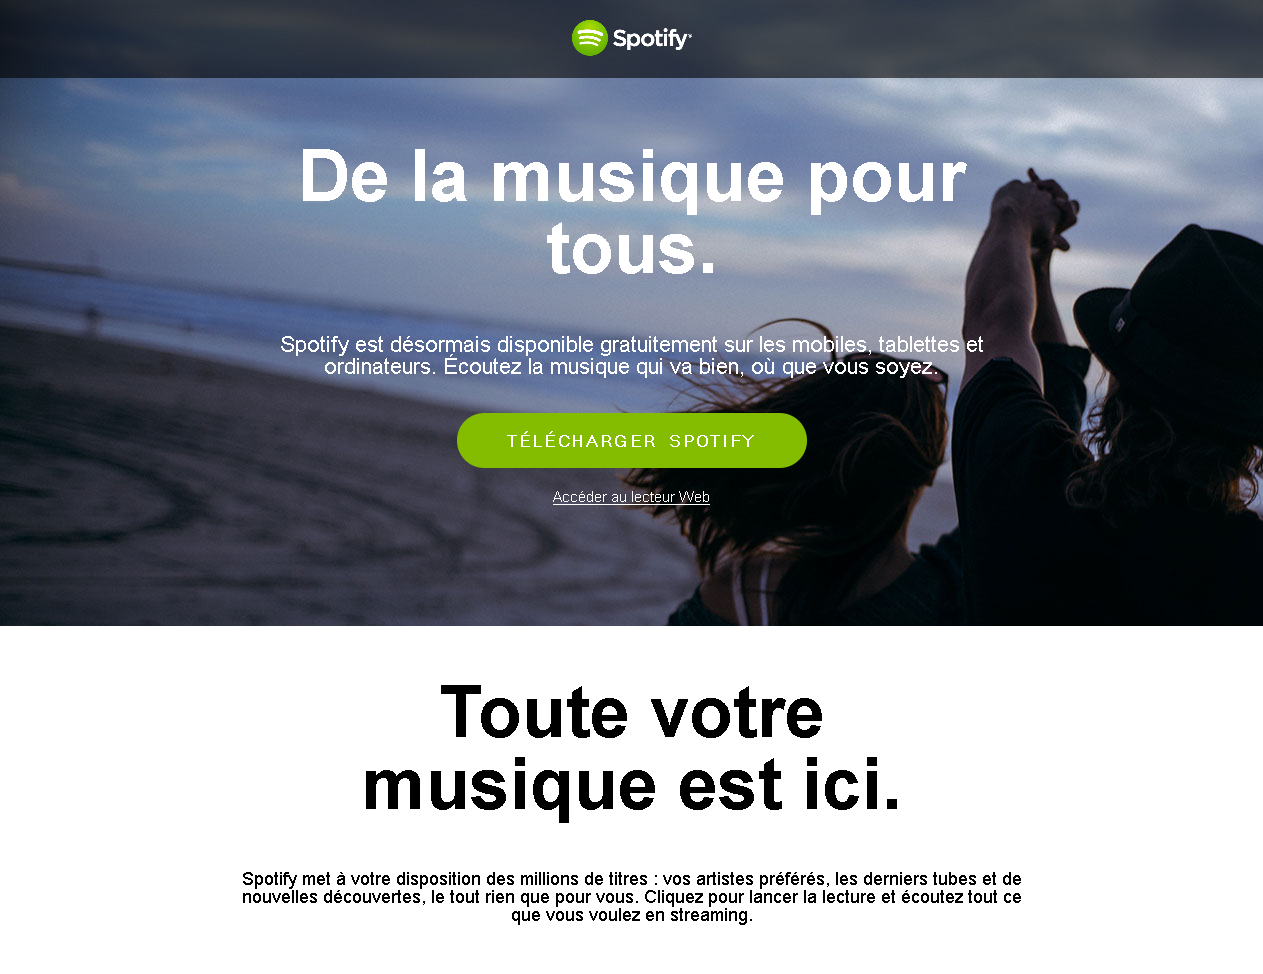 Spotify
De la musique pour
tous.
Spotify est désormais disponible gratuitement sur les mobiles, tablettes et
ordinateurs. Écoutez la musique qui va bien, où que vous soyez.
TÉLÉCHARGER SPOTIFY
Accéder au lecteur Web
Toute votre
musique est ici.
Spotify met à votre disposition des millions de titres : vos artistes préférés, les derniers tubes et de
nouvelles découvertes, le tout rien que pour vous. Cliquez pour lancer la lecture et écoutez tout ce
que vous voulez en streaming.